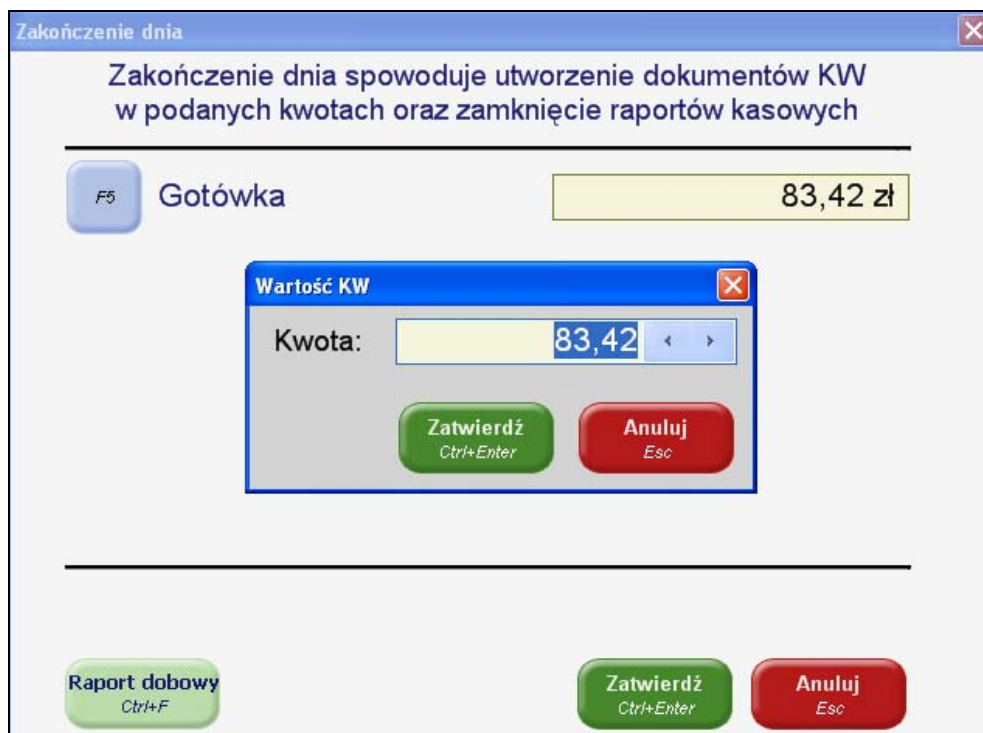 Zakończenie dnia
Zakończenie dnia spowoduje utworzenie dokumentów KW
w podanych kwotach oraz zamknięcie raportów kasowych
F5 Gotówka 83,42 zł
Wartość KW
Kwota: 83,42
Zatwierdź Anuluj
Ctrl+Enter Esc
Raport dobowy Zatwierdź Anuluj
Ctrl+F Ctrl+Enter Esc